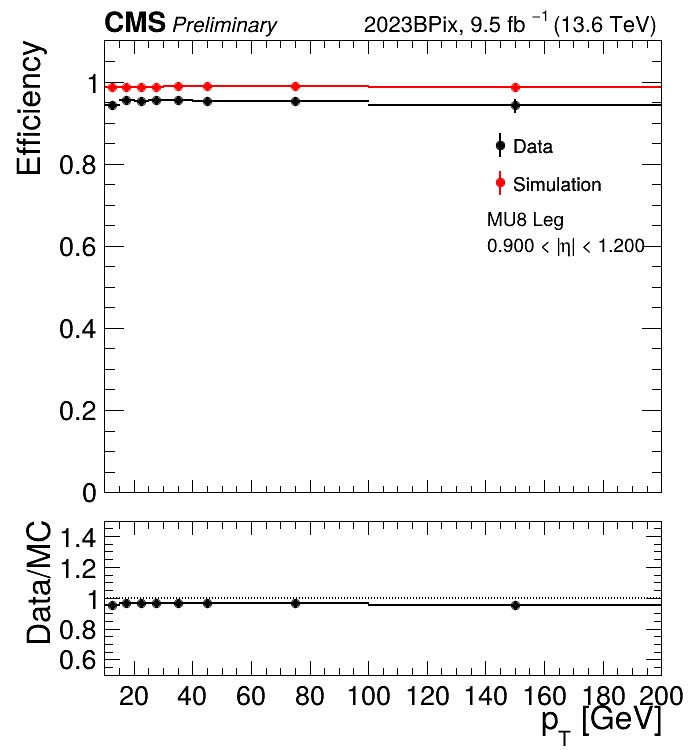 CMS Preliminary 2023BPix, 9.5 fb⁻¹ (13.6 TeV)
Efficiency
1
0.8
0.6
0.4
0.2
0
Data
Simulation
MU8 Leg
0.900 < |η| < 1.200
Data/MC
1.4
1.2
1
0.8
0.6
20 40 60 80 100 120 140 160 180 200
p_T [GeV]